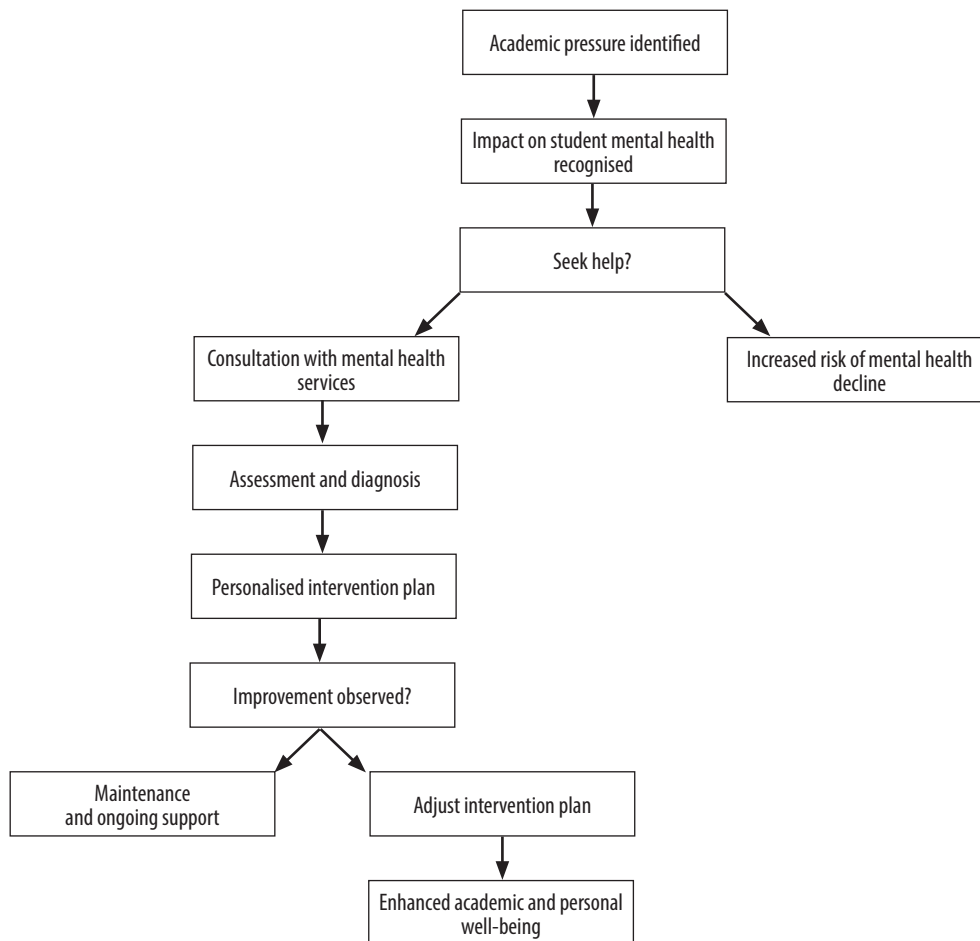 Academic pressure identified
Impact on student mental health
recognised
Seek help?
Consultation with mental health
services
Increased risk of mental health
decline
Assessment and diagnosis
Personalised intervention plan
Improvement observed?
Maintenance
and ongoing support
Adjust intervention plan
Enhanced academic and personal
well-being